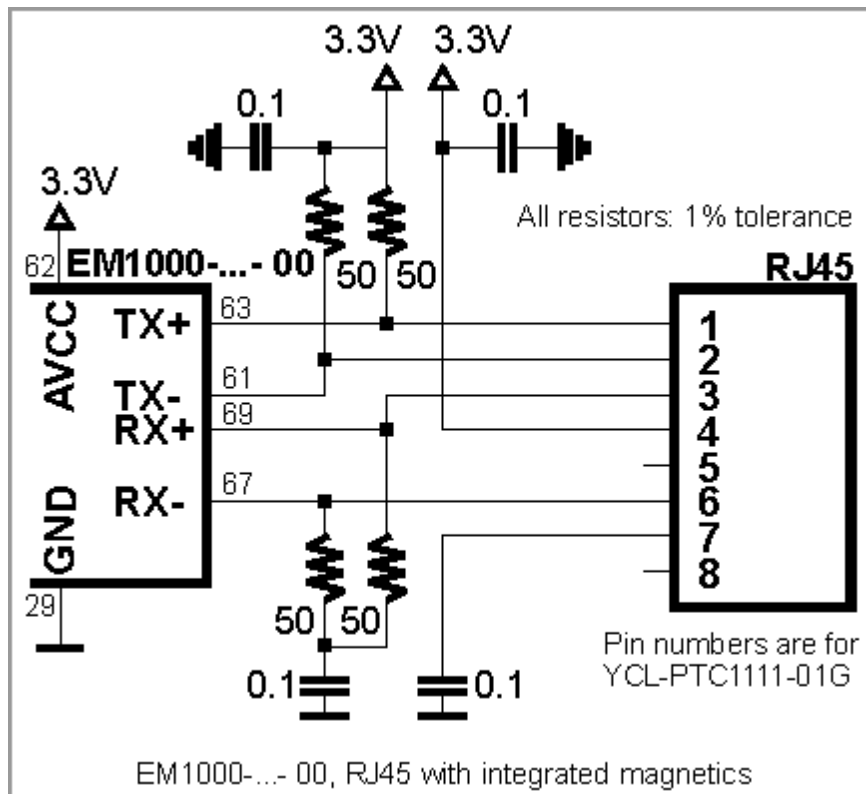 3.3V 3.3V
0.1 0.1
3.3V
All resistors: 1% tolerance
62 EM1000-...- 00
50 50
RJ45
AVCC
GND
TX+ 63
TX- 61
RX+ 69
RX- 67
29
1
2
3
4
5
6
7
8
50 50
0.1 0.1
Pin numbers are for
YCL-PTC1111-01G
EM1000-...- 00, RJ45 with integrated magnetics